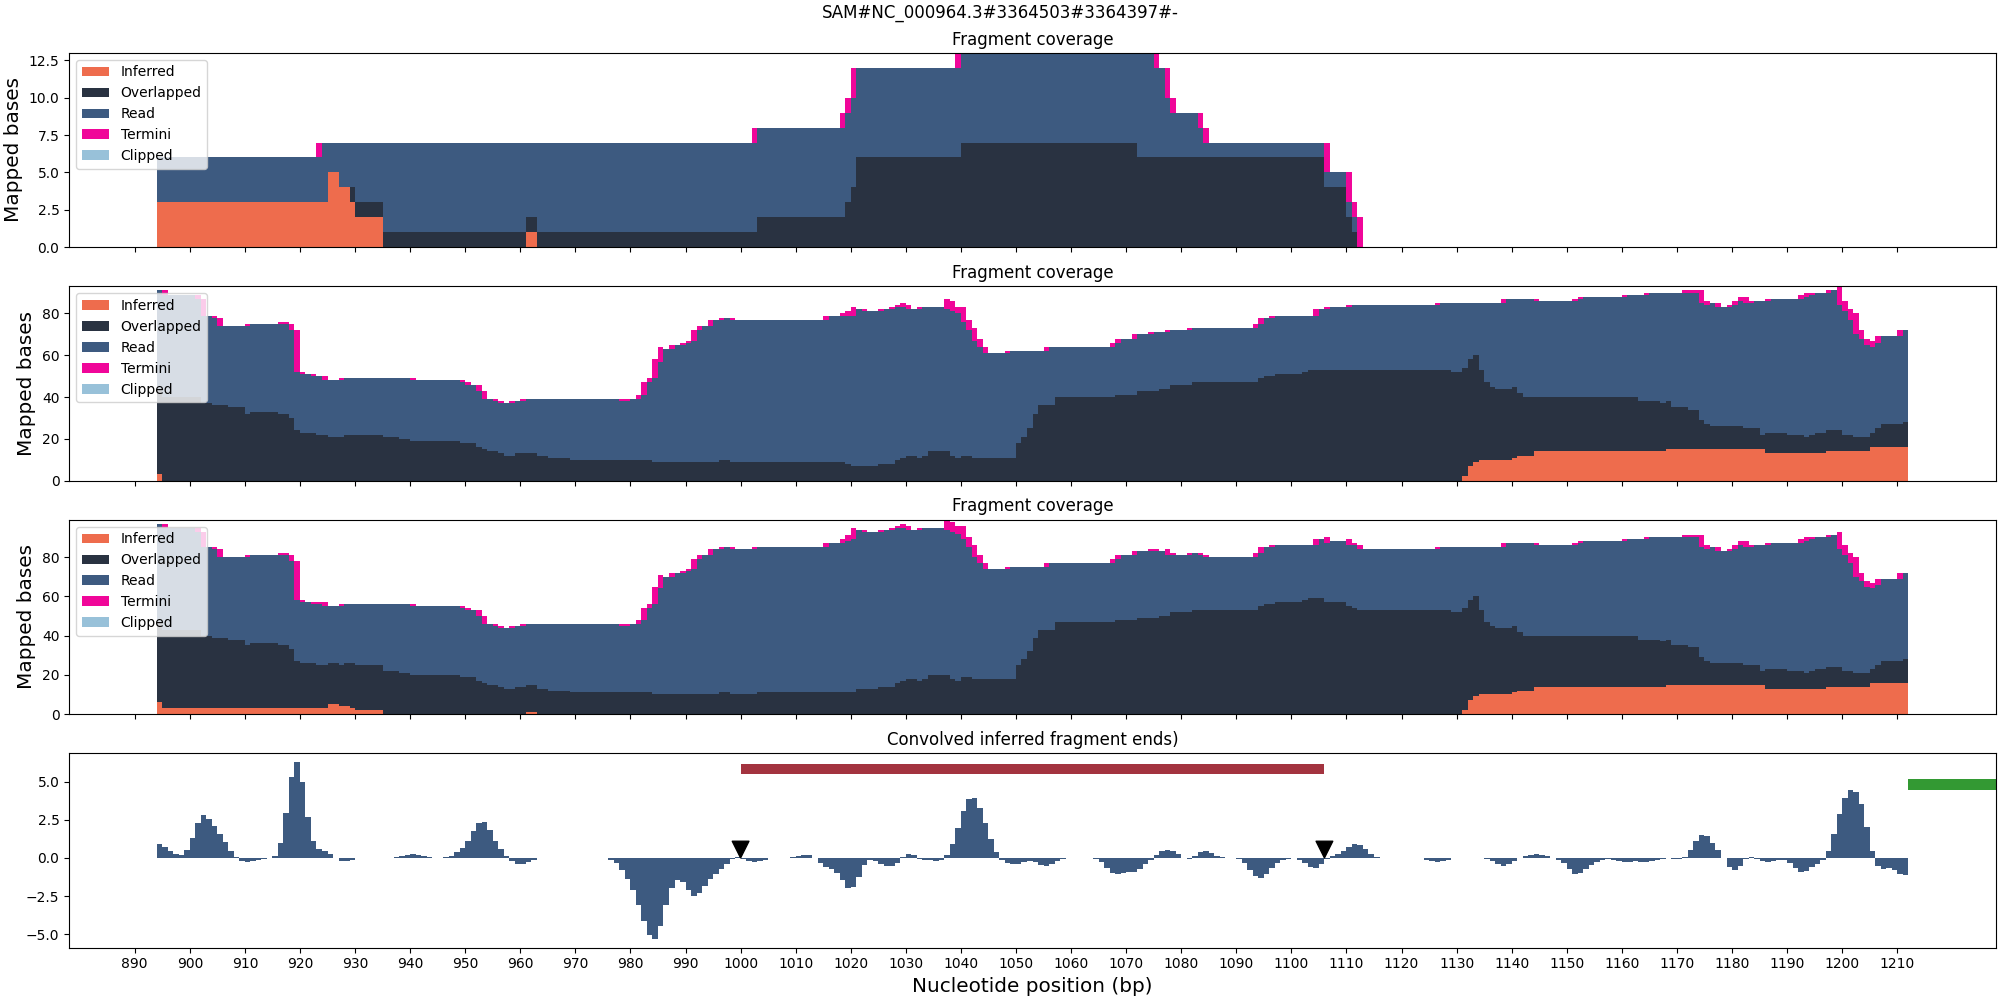 SAM#NC_000964.3#3364503#3364397#-
Fragment coverage
Mapped bases
12.5
10.0
7.5
5.0
2.5
0.0
Inferred
Overlapped
Read
Termini
Clipped
Fragment coverage
Mapped bases
80
60
40
20
0
Inferred
Overlapped
Read
Termini
Clipped
Fragment coverage
Mapped bases
80
60
40
20
0
Inferred
Overlapped
Read
Termini
Clipped
Convolved inferred fragment ends)
5.0
2.5
0.0
−2.5
−5.0
890 900 910 920 930 940 950 960 970 980 990 1000 1010 1020 1030 1040 1050 1060 1070 1080 1090 1100 1110 1120 1130 1140 1150 1160 1170 1180 1190 1200 1210
Nucleotide position (bp)